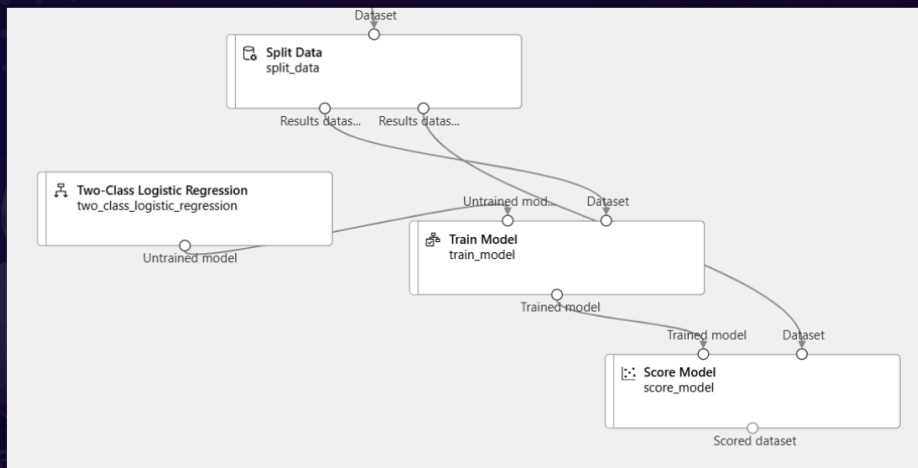 Dataset
Split Data
split_data
Results datas... Results datas...
Two-Class Logistic Regression
two_class_logistic_regression
Untrained model
Untrained mod... Dataset
Train Model
train_model
Trained model
Trained model Dataset
Score Model
score_model
Scored dataset